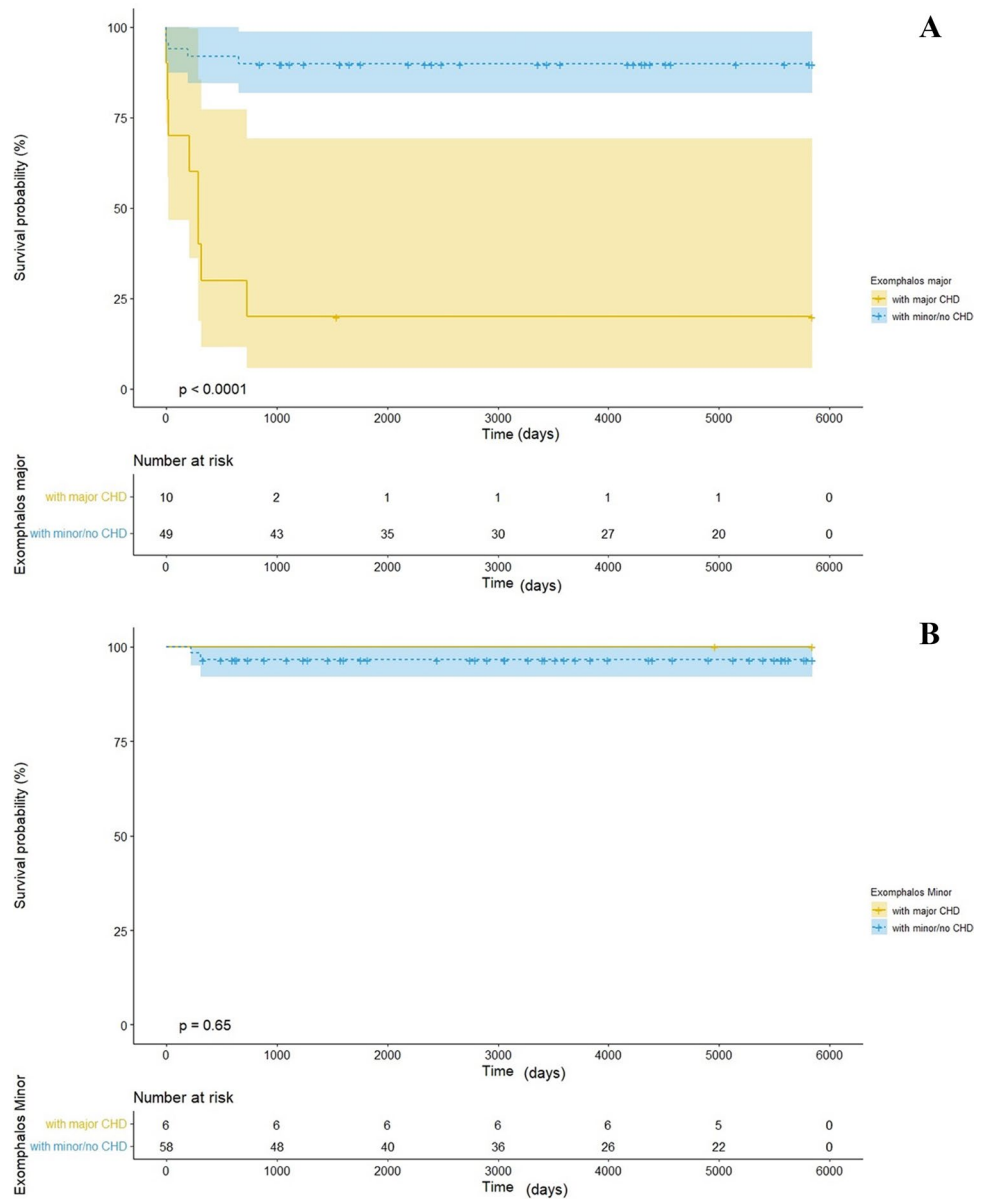 A
100
75
50
25
0
Survival probability (%)
p < 0.0001
0 1000 2000 3000 4000 5000 6000
Time (days)
Exomphalos major
with major CHD
with minor/no CHD
Number at risk
Exomphalos major
with major CHD 10 2 1 1 1 1 0
with minor/no CHD 49 43 35 30 27 20 0
0 1000 2000 3000 4000 5000 6000
Time (days)
B
100
75
50
25
0
Survival probability (%)
p = 0.65
0 1000 2000 3000 4000 5000 6000
Time (days)
Exomphalos Minor
with major CHD
with minor/no CHD
Number at risk
Exomphalos Minor
with major CHD 6 6 6 6 6 5 0
with minor/no CHD 58 48 40 36 26 22 0
0 1000 2000 3000 4000 5000 6000
Time (days)